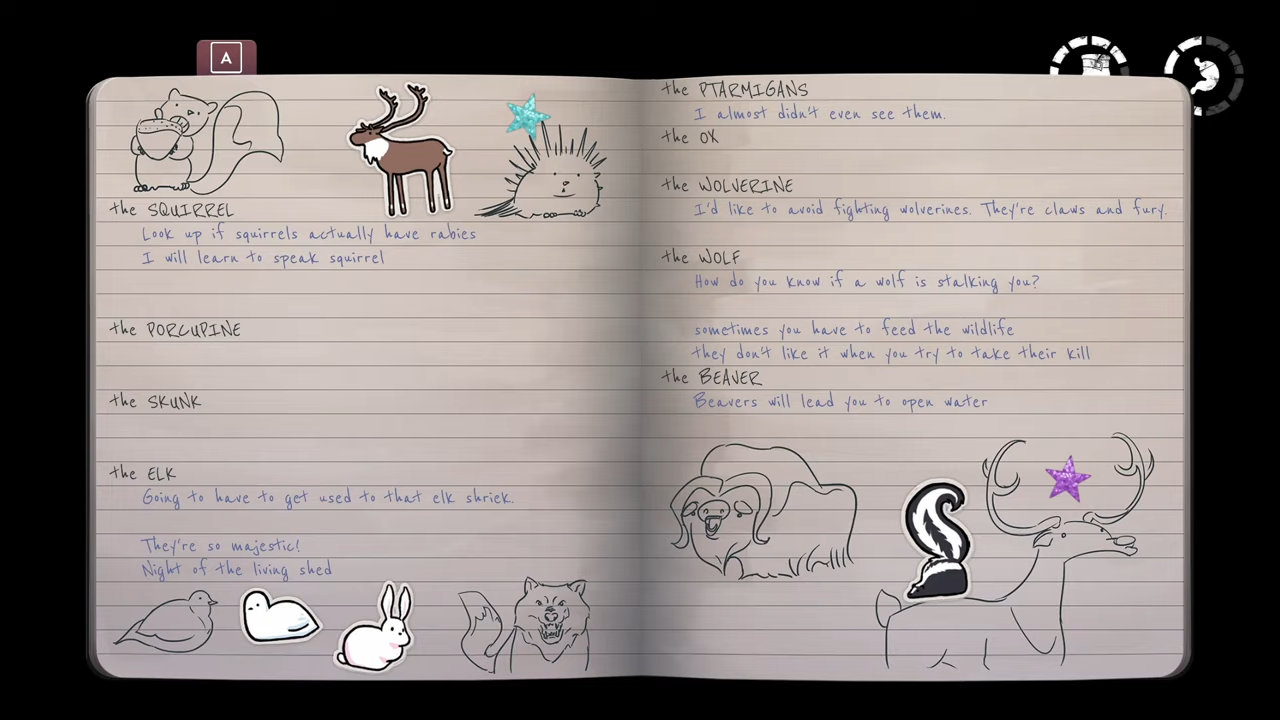 A
the SQUIRREL
Look up if squirrels actually have rabies
I will learn to speak squirrel
the PORCUPINE
the SKUNK
the ELK
Going to have to get used to that elk shriek.
They're so majestic!
Night of the living shed
the PTARMIGANS
I almost didn't even see them.
the OX
the WOLVERINE
I'd like to avoid fighting wolverines. They're claws and fury.
the WOLF
How do you know if a wolf is stalking you?
sometimes you have to feed the wildlife
they don't like it when you try to take their kill
the BEAVER
Beavers will lead you to open water